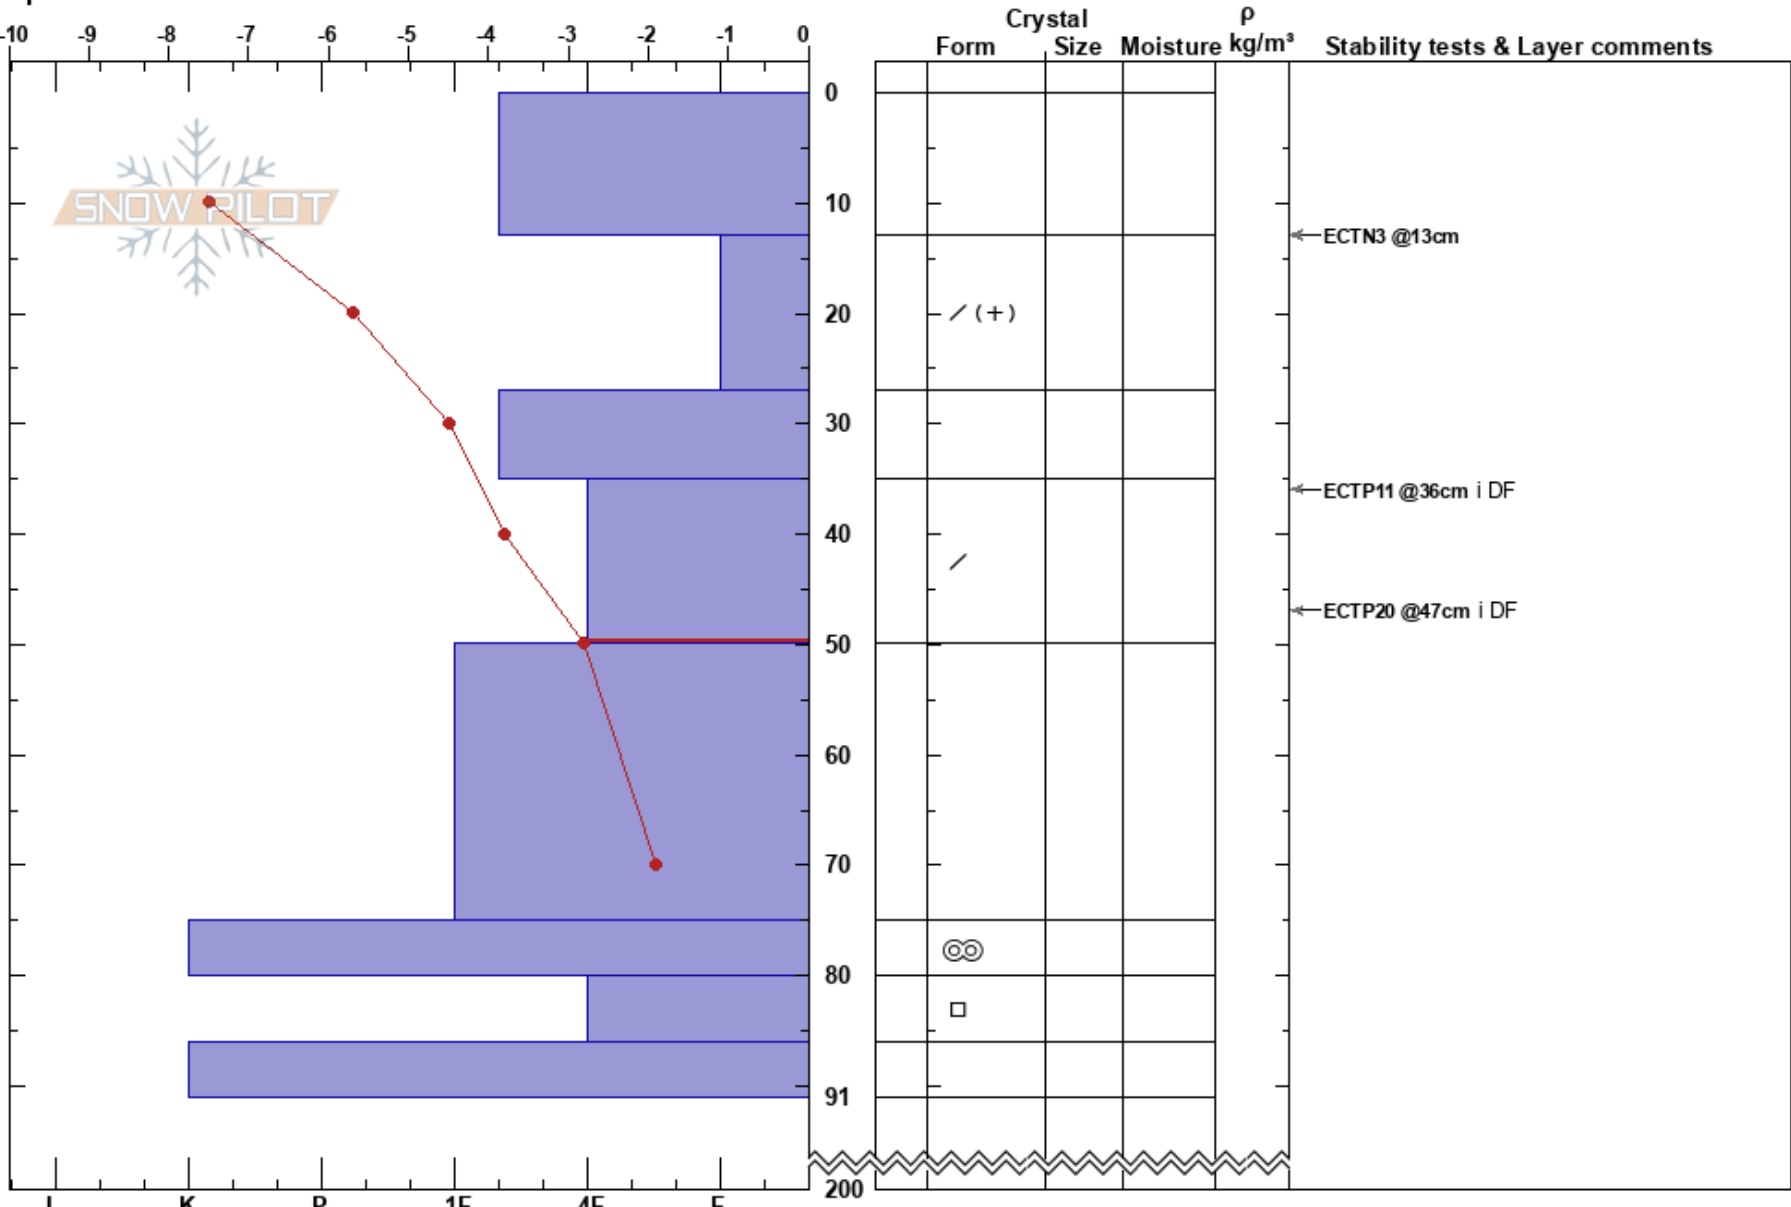 -10 -9 -8 -7 -6 -5 -4 -3 -2 -1 0
Crystal
ρ
Form Size Moisture kg/m³ Stability tests & Layer comments
0
SNOW PILOT
10
ECTN3 @13cm
20
/ (+)
30
ECTP11 @36cm i DF
40
/
ECTP20 @47cm i DF
50
60
70
80
91
200
K P 1F 4F F